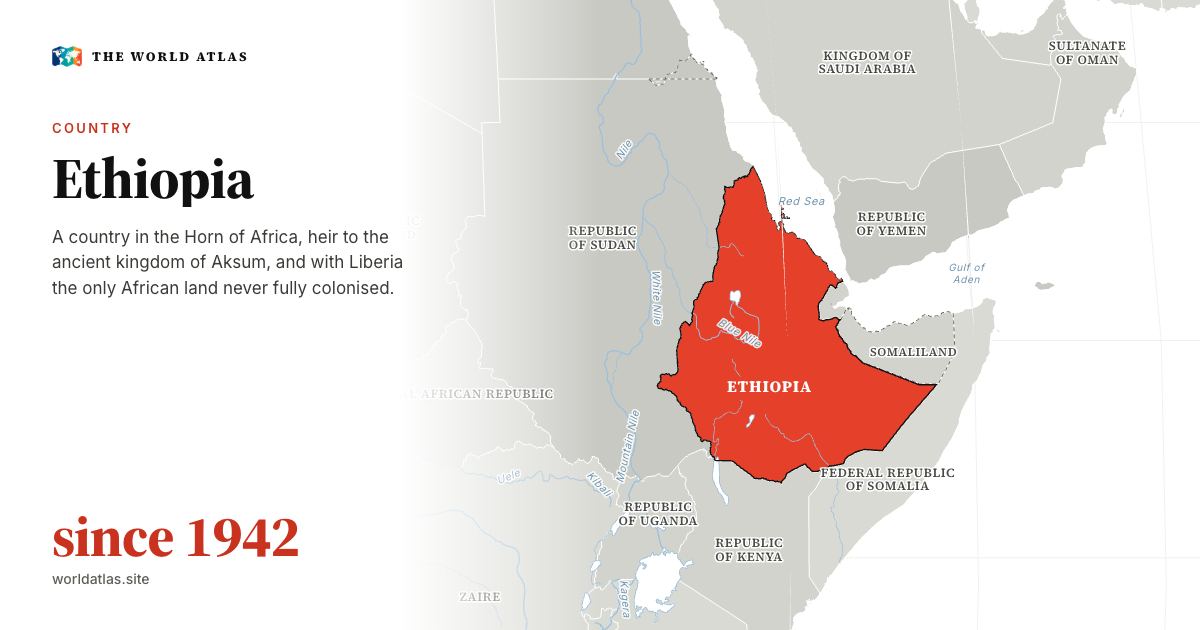 THE WORLD ATLAS
COUNTRY
Ethiopia
A country in the Horn of Africa, heir to the
ancient kingdom of Aksum, and with Liberia
the only African land never fully colonised.
since 1942
worldatlas.site
KINGDOM OF
SAUDI ARABIA
SULTANATE
OF OMAN
Nile
Red Sea
REPUBLIC
OF YEMEN
REPUBLIC
OF SUDAN
Gulf of
Aden
White Nile
Blue Nile
SOMALILAND
ETHIOPIA
AFRICAN REPUBLIC
Mountain Nile
Uele
Kibali
FEDERAL REPUBLIC
OF SOMALIA
REPUBLIC
OF UGANDA
REPUBLIC
OF KENYA
Kagera
ZAIRE